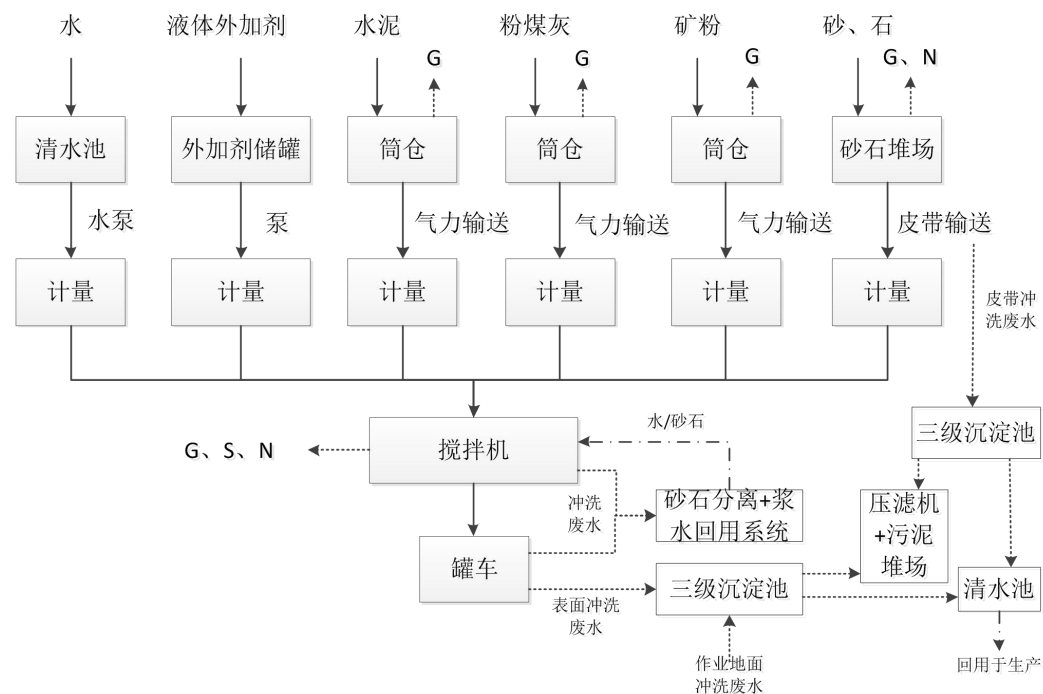 水
液体外加剂
水泥
粉煤灰
矿粉
砂、石
G
G
G
G、N
清水池
外加剂储罐
筒仓
筒仓
筒仓
砂石堆场
水泵
泵
气力输送
气力输送
气力输送
皮带输送
计量
计量
计量
计量
计量
计量
皮带冲
洗废水
水/砂石
三级沉淀池
G、S、N
搅拌机
冲洗
废水
砂石分离+浆
水回用系统
压滤机
+污泥
堆场
罐车
三级沉淀池
清水池
表面冲洗
废水
作业地面
冲洗废水
回用于生产